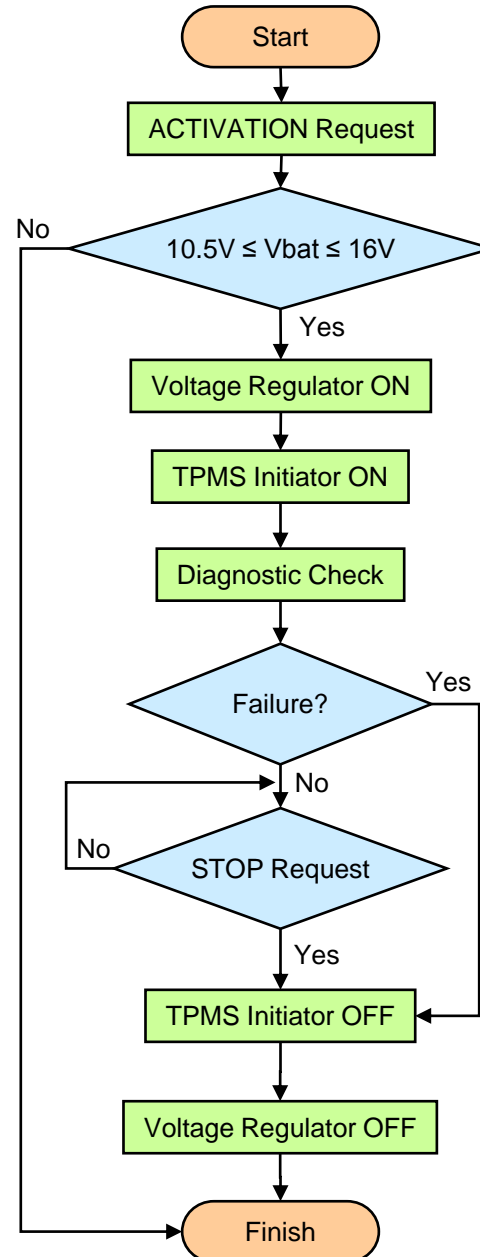 Start
ACTIVATION Request
No
10.5V ≤ Vbat ≤ 16V
Yes
Voltage Regulator ON
TPMS Initiator ON
Diagnostic Check
Yes
Failure?
No
No
STOP Request
Yes
TPMS Initiator OFF
Voltage Regulator OFF
Finish